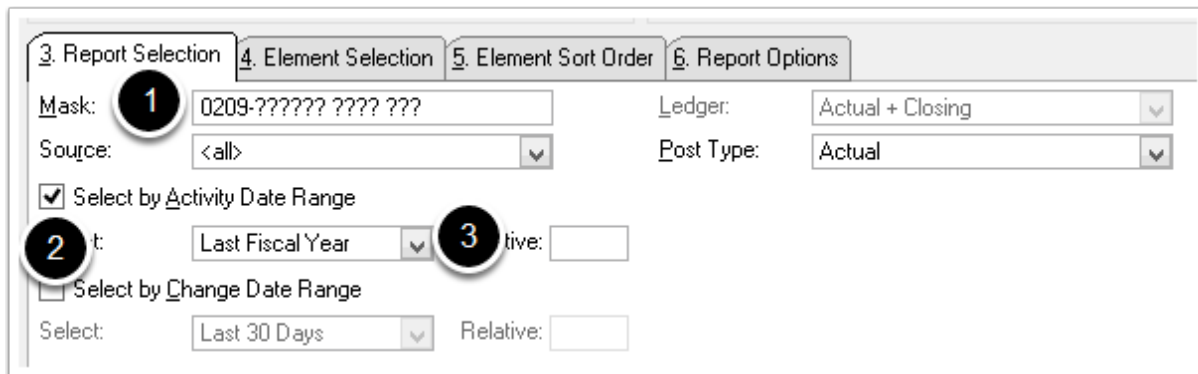 3. Report Selection 4. Element Selection 5. Element Sort Order 6. Report Options
Mask: 1 0209-?????? ???? ??? Ledger: Actual + Closing
Source: <all> Post Type: Actual
Select by Activity Date Range
2 t: Last Fiscal Year 3 tive:
Select by Change Date Range
Select: Last 30 Days Relative: